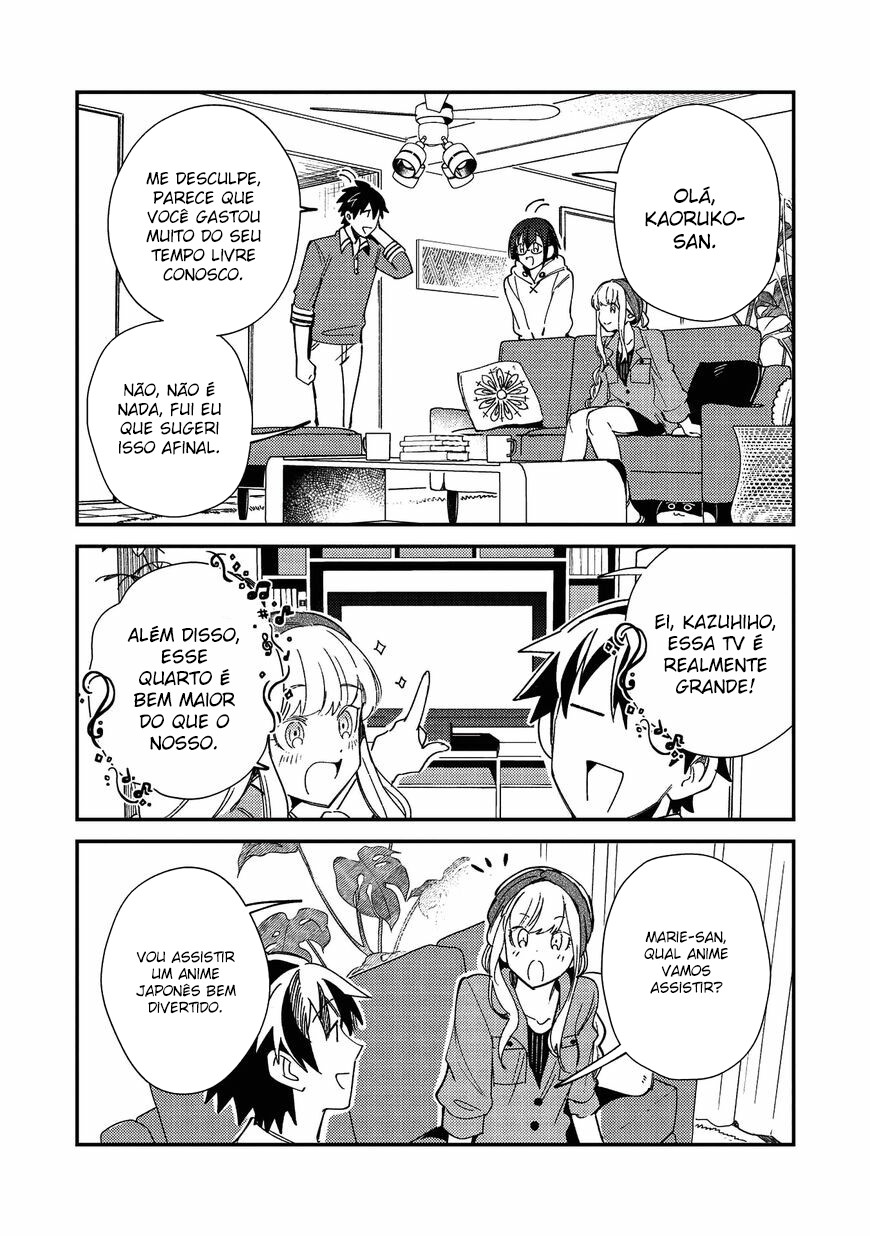 OLÁ,
KAORUKO-
SAN.
ME DESCULPE,
PARECE QUE
VOCÊ GASTOU
MUITO DO SEU
TEMPO LIVRE
CONOSCO.
NÃO, NÃO É
NADA, FUI EU
QUE SUGERI
ISSO AFINAL.
EI, KAZUHIHO,
ESSA TV É
REALMENTE
GRANDE!
ALÉM DISSO,
ESSE
QUARTO É
BEM MAIOR
DO QUE O
NOSSO.
MARIE-SAN,
QUAL ANIME
VAMOS
ASSISTIR?
VOU ASSISTIR
UM ANIME
JAPONÊS BEM
DIVERTIDO.